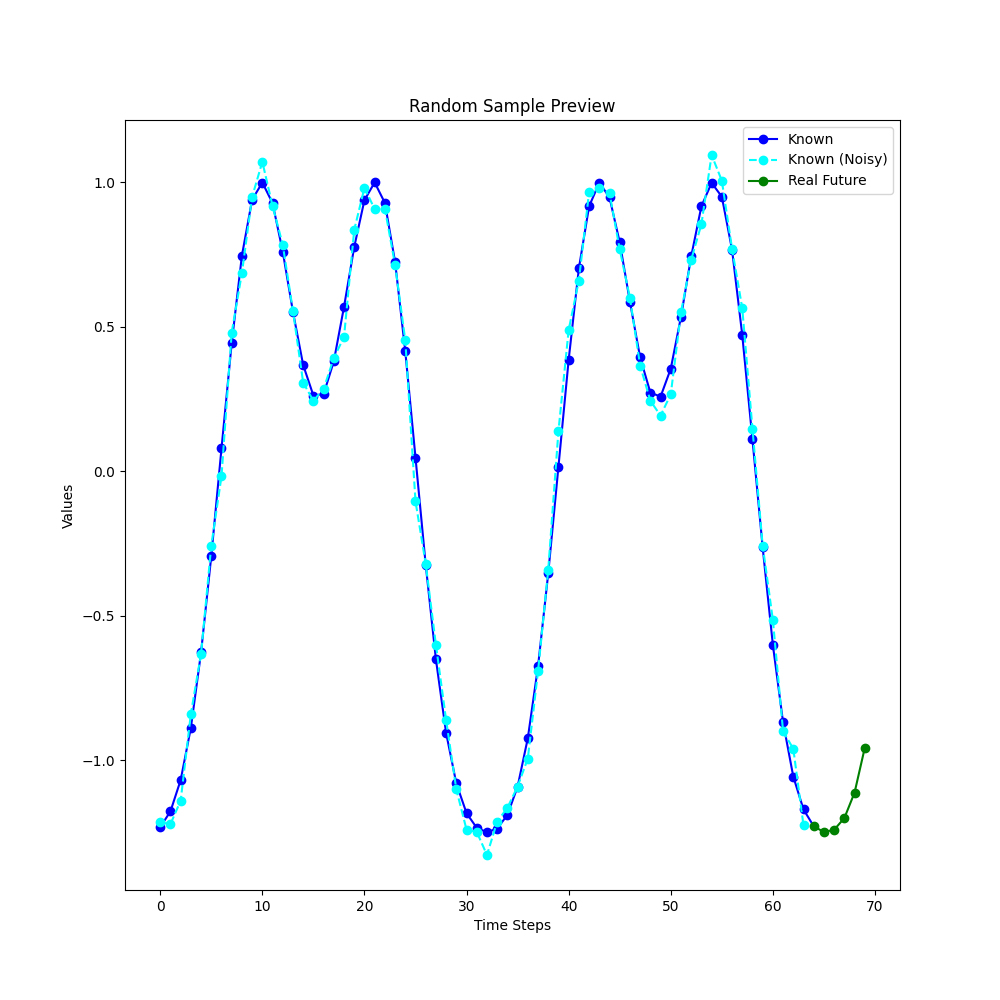 Random Sample Preview
Known
Known (Noisy)
Real Future
Values
1.0
0.5
0.0
−0.5
−1.0
0 10 20 30 40 50 60 70
Time Steps